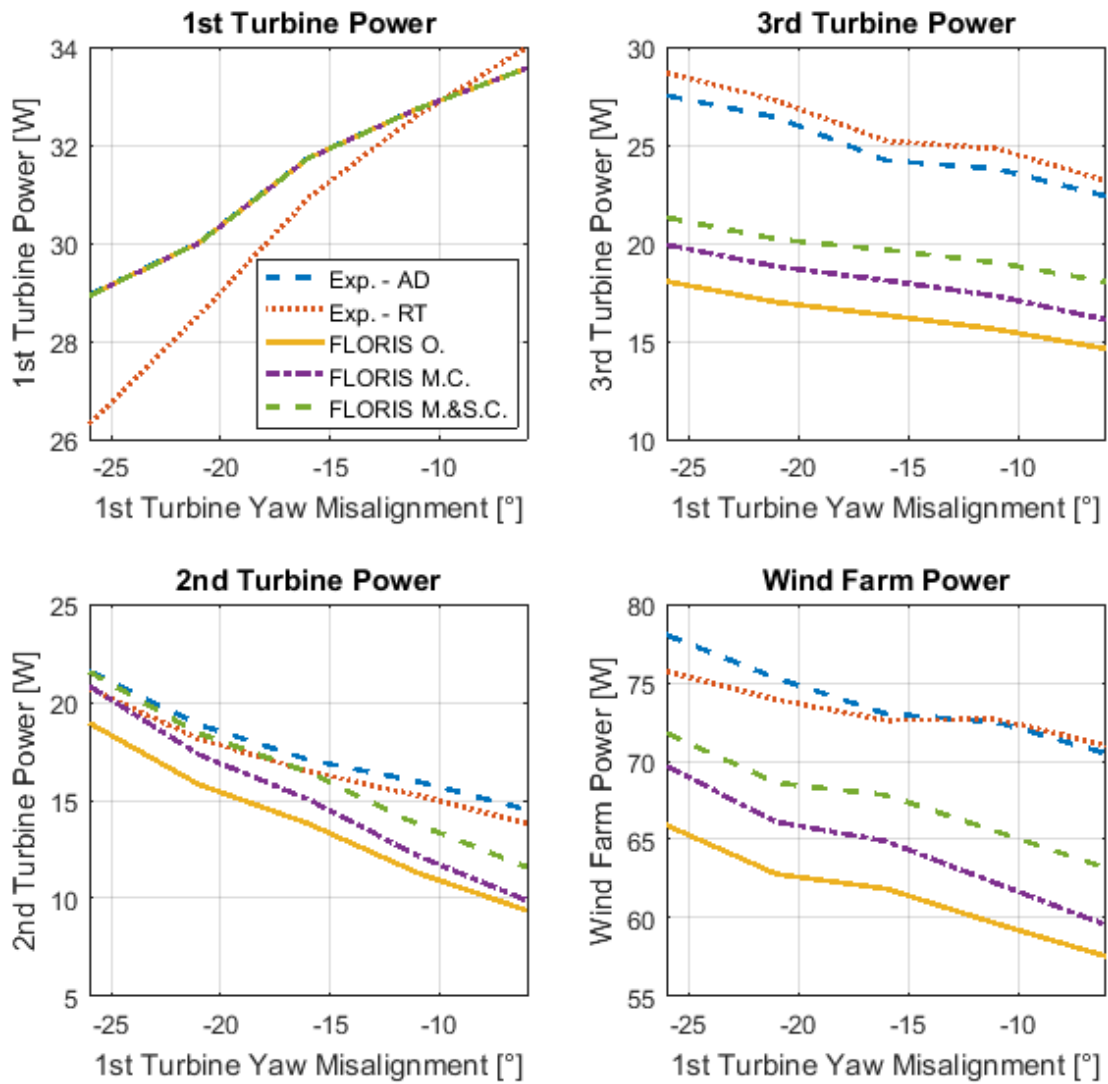 1st Turbine Power
1st Turbine Power [W]
34
32
30
28
26
-25 -20 -15 -10
1st Turbine Yaw Misalignment [°]
Exp. - AD
Exp. - RT
FLORIS O.
FLORIS M.C.
FLORIS M.&S.C.
3rd Turbine Power
3rd Turbine Power [W]
30
25
20
15
10
-25 -20 -15 -10
1st Turbine Yaw Misalignment [°]
2nd Turbine Power
2nd Turbine Power [W]
25
20
15
10
5
-25 -20 -15 -10
1st Turbine Yaw Misalignment [°]
Wind Farm Power
Wind Farm Power [W]
80
75
70
65
60
55
-25 -20 -15 -10
1st Turbine Yaw Misalignment [°]